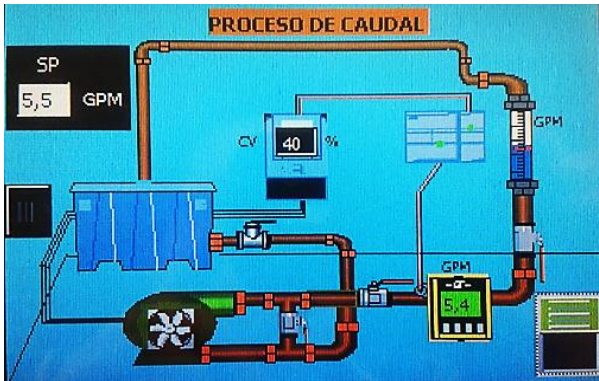 PROCESO DE CAUDAL
SP
5,5 GPM
CV 40 %
GPM
GPM
5,4